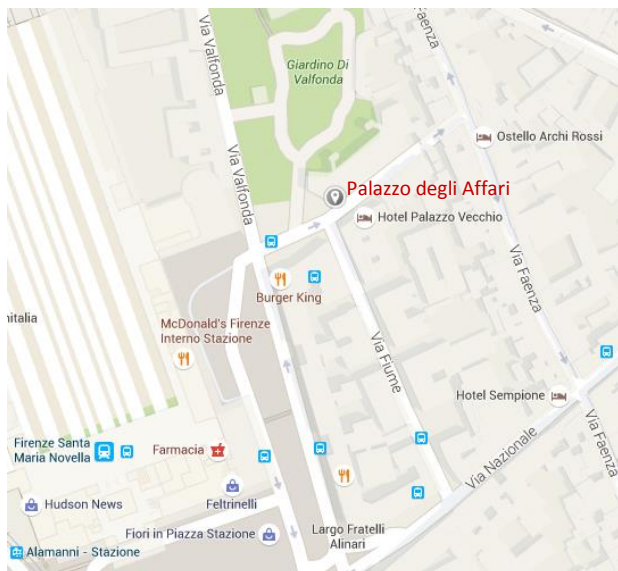 Via Valfonda
Via Faenza
Giardino Di
Valfonda
Ostello Archi Rossi
Via Valfonda
Palazzo degli Affari
Hotel Palazzo Vecchio
Via Faenza
Burger King
nitalia
McDonald's Firenze
Interno Stazione
Via Fiume
Hotel Sempione
Via Faenza
Via Nazionale
Firenze Santa
Maria Novella
Farmacia
Hudson News
Feltrinelli
Fiori in Piazza Stazione
Largo Fratelli
Alinari
Alamanni - Stazione